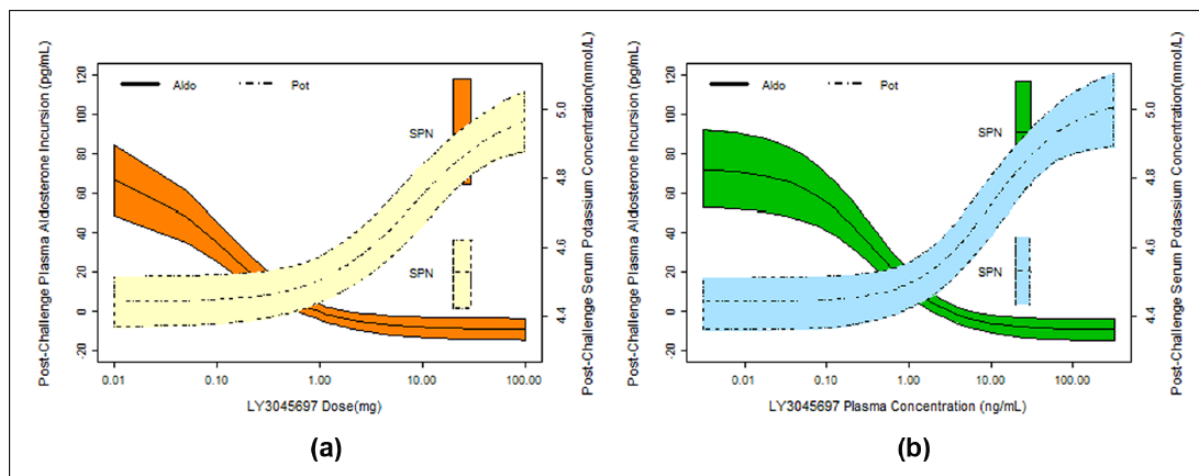 Post-Challenge Plasma Aldosterone Incursion (pg/mL)
120
100
80
60
40
20
0
-20
Aldo
Pot
SPN
SPN
5.0
4.8
4.6
4.4
Post-Challenge Serum Potassium Concentration(mmol/L)
0.01 0.10 1.00 10.00 100.00
LY3045697 Dose(mg)
(a)
Post-Challenge Plasma Aldosterone Incursion (pg/mL)
120
100
80
60
40
20
0
-20
Aldo
Pot
SPN
SPN
5.0
4.8
4.6
4.4
Post-Challenge Serum Potassium Concentration(mmol/L)
0.01 0.10 1.00 10.00 100.00
LY3045697 Plasma Concentration (ng/mL)
(b)